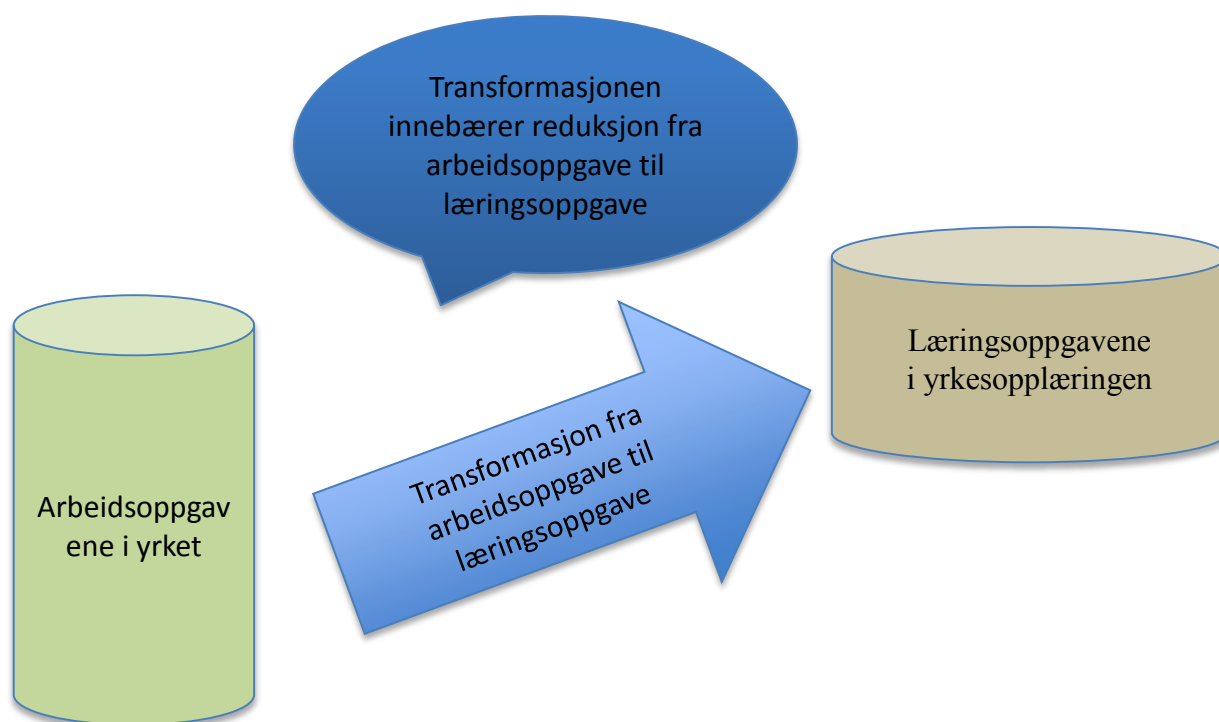 Transformasjonen
innebærer reduksjon fra
arbeidsoppgave til
læringsoppgave
Læringsoppgavene
i yrkesopplæringen
Transformasjon fra
arbeidsoppgave til
læringsoppgave
Arbeidsoppgav
ene i yrket